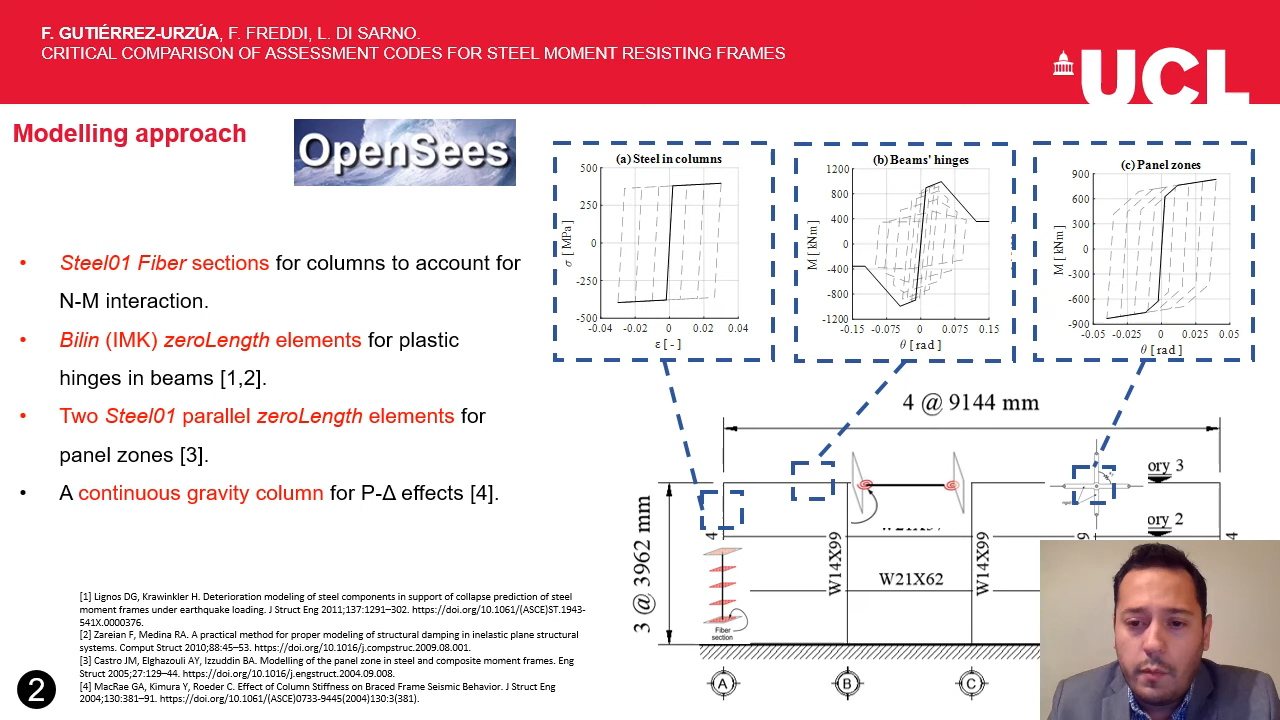 F. GUTIÉRREZ-URZÚA, F. FREDDI, L. DI SARNO.
CRITICAL COMPARISON OF ASSESSMENT CODES FOR STEEL MOMENT RESISTING FRAMES
UCL
Modelling approach
OpenSees
• Steel01 Fiber sections for columns to account for
N-M interaction.
• Bilin (IMK) zeroLength elements for plastic
hinges in beams [1,2].
• Two Steel01 parallel zeroLength elements for
panel zones [3].
• A continuous gravity column for P-Δ effects [4].
[1] Lignos DG, Krawinkler H. Deterioration modeling of steel components in support of collapse prediction of steel
moment frames under earthquake loading. J Struct Eng 2011;137:1291–302. https://doi.org/10.1061/(ASCE)ST.1943-
541X.0000376.
[2] Zareian F, Medina RA. A practical method for proper modeling of structural damping in inelastic plane structural
systems. Comput Struct 2010;88:45–53. https://doi.org/10.1016/j.compstruc.2009.08.001.
[3] Castro JM, Elghazouli AY, Izzuddin BA. Modelling of the panel zone in steel and composite moment frames. Eng
Struct 2005;27:129–44. https://doi.org/10.1016/j.engstruct.2004.09.008.
[4] MacRae GA, Kimura Y, Roeder C. Effect of Column Stiffness on Braced Frame Seismic Behavior. J Struct Eng
2004;130:381–91. https://doi.org/10.1061/(ASCE)0733-9445(2004)130:3(381).
2
(a) Steel in columns
500
250
0
-250
-500
σ [MPa]
-0.04 -0.02 0 0.02 0.04
ε [ - ]
(b) Beams' hinges
1200
800
400
0
-400
-800
-1200
M [kNm]
-0.15 -0.075 0 0.075 0.15
θ [ rad ]
(c) Panel zones
900
600
300
0
-300
-600
-900
M [kNm]
-0.05 -0.025 0 0.025 0.05
θ [ rad ]
4 @ 9144 mm
3 @ 3962 mm
ory 3
ory 2
4
W14X99
W14X99
9
4
W21X62
Fiber
section
A B C